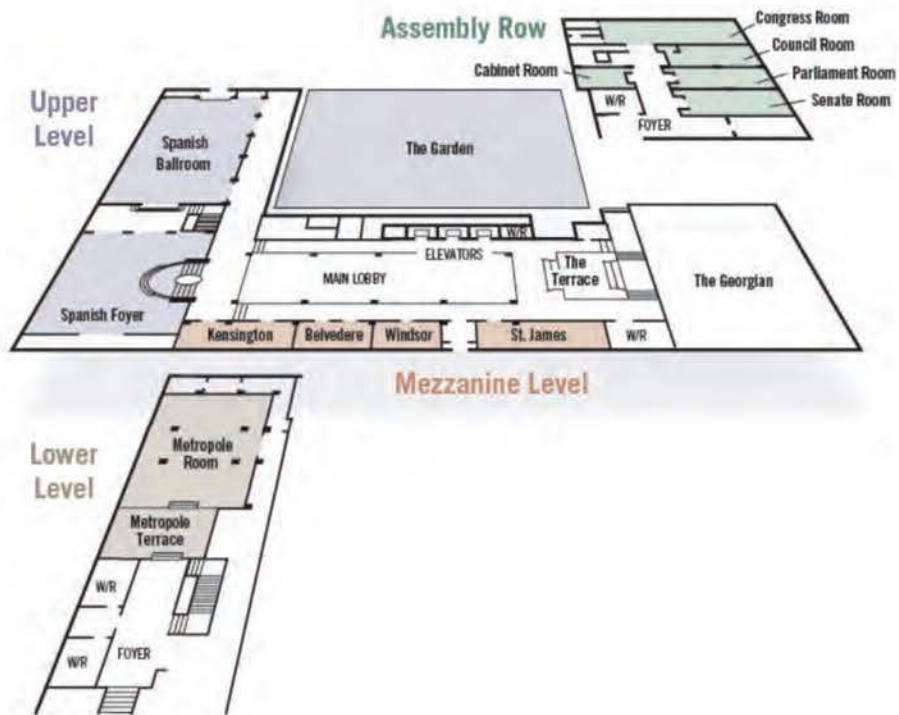 Assembly Row
Congress Room
Council Room
Cabinet Room
Parliament Room
Senate Room
W/R
FOYER
Upper
Level
Spanish
Ballroom
The Garden
W/R
ELEVATORS
MAIN LOBBY
The
Terrace
The Georgian
Spanish Foyer
Kensington
Belvedere
Windsor
St. James
W/R
Mezzanine Level
Lower
Level
Metropole
Room
Metropole
Terrace
W/R
W/R
FOYER